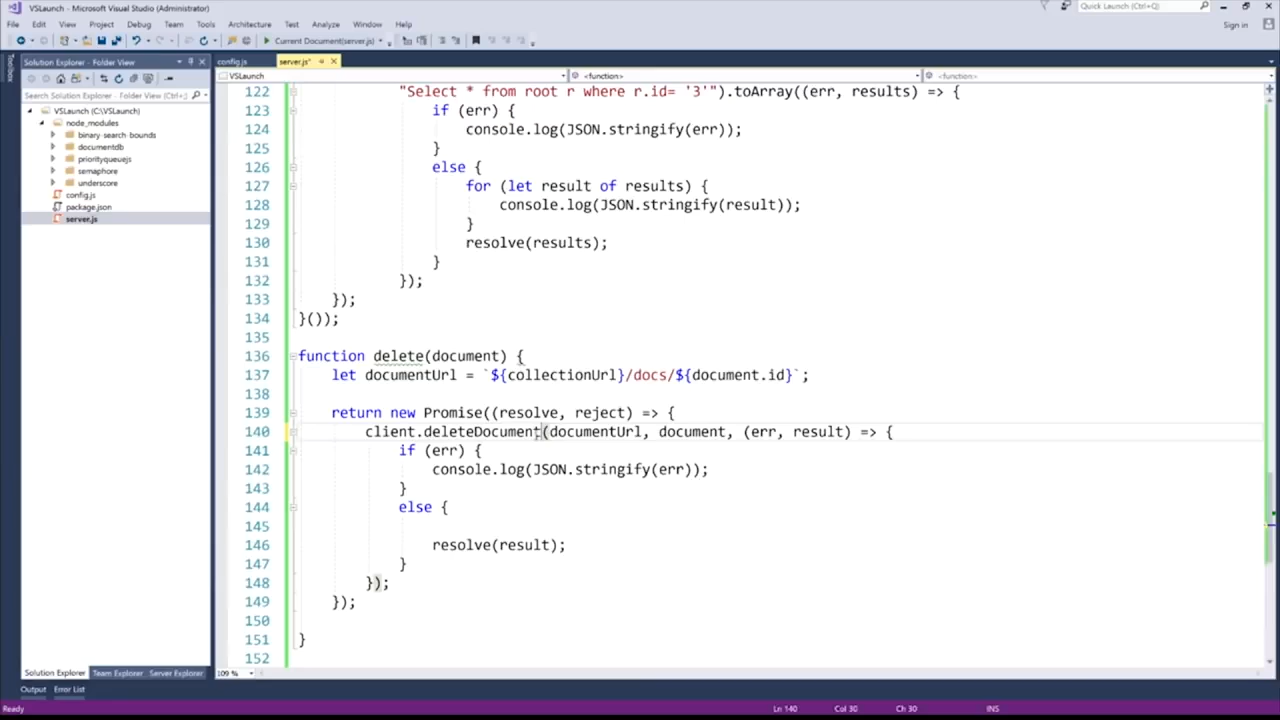 VSLaunch - Microsoft Visual Studio (Administrator)
Quick Launch (Ctrl+Q)
File Edit View Project Debug Team Tools Architecture Test Analyze Window Help
Sign in
Current Document(server.js)
Toolbox
Solution Explorer - Folder View
config.js
server.js*
VSLaunch
<function>
<function>
Search Solution Explorer - Folder View (Ctrl+;)
VSLaunch (C:\VSLaunch)
node_modules
binary-search-bounds
documentdb
priorityqueuejs
semaphore
underscore
config.js
package.json
server.js
122 "Select * from root r where r.id= '3'").toArray((err, results) => {
123 if (err) {
124 console.log(JSON.stringify(err));
125 }
126 else {
127 for (let result of results) {
128 console.log(JSON.stringify(result));
129 }
130 resolve(results);
131 }
132 });
133 });
134 }());
135
136 function delete(document) {
137 let documentUrl = `${collectionUrl}/docs/${document.id}`;
138
139 return new Promise((resolve, reject) => {
140 client.deleteDocument(documentUrl, document, (err, result) => {
141 if (err) {
142 console.log(JSON.stringify(err));
143 }
144 else {
145
146 resolve(result);
147 }
148 });
149 });
150
151 }
152
Solution Explorer Team Explorer Server Explorer
109 %
Output Error List
Ready
Ln 140 Col 30 Ch 30 INS